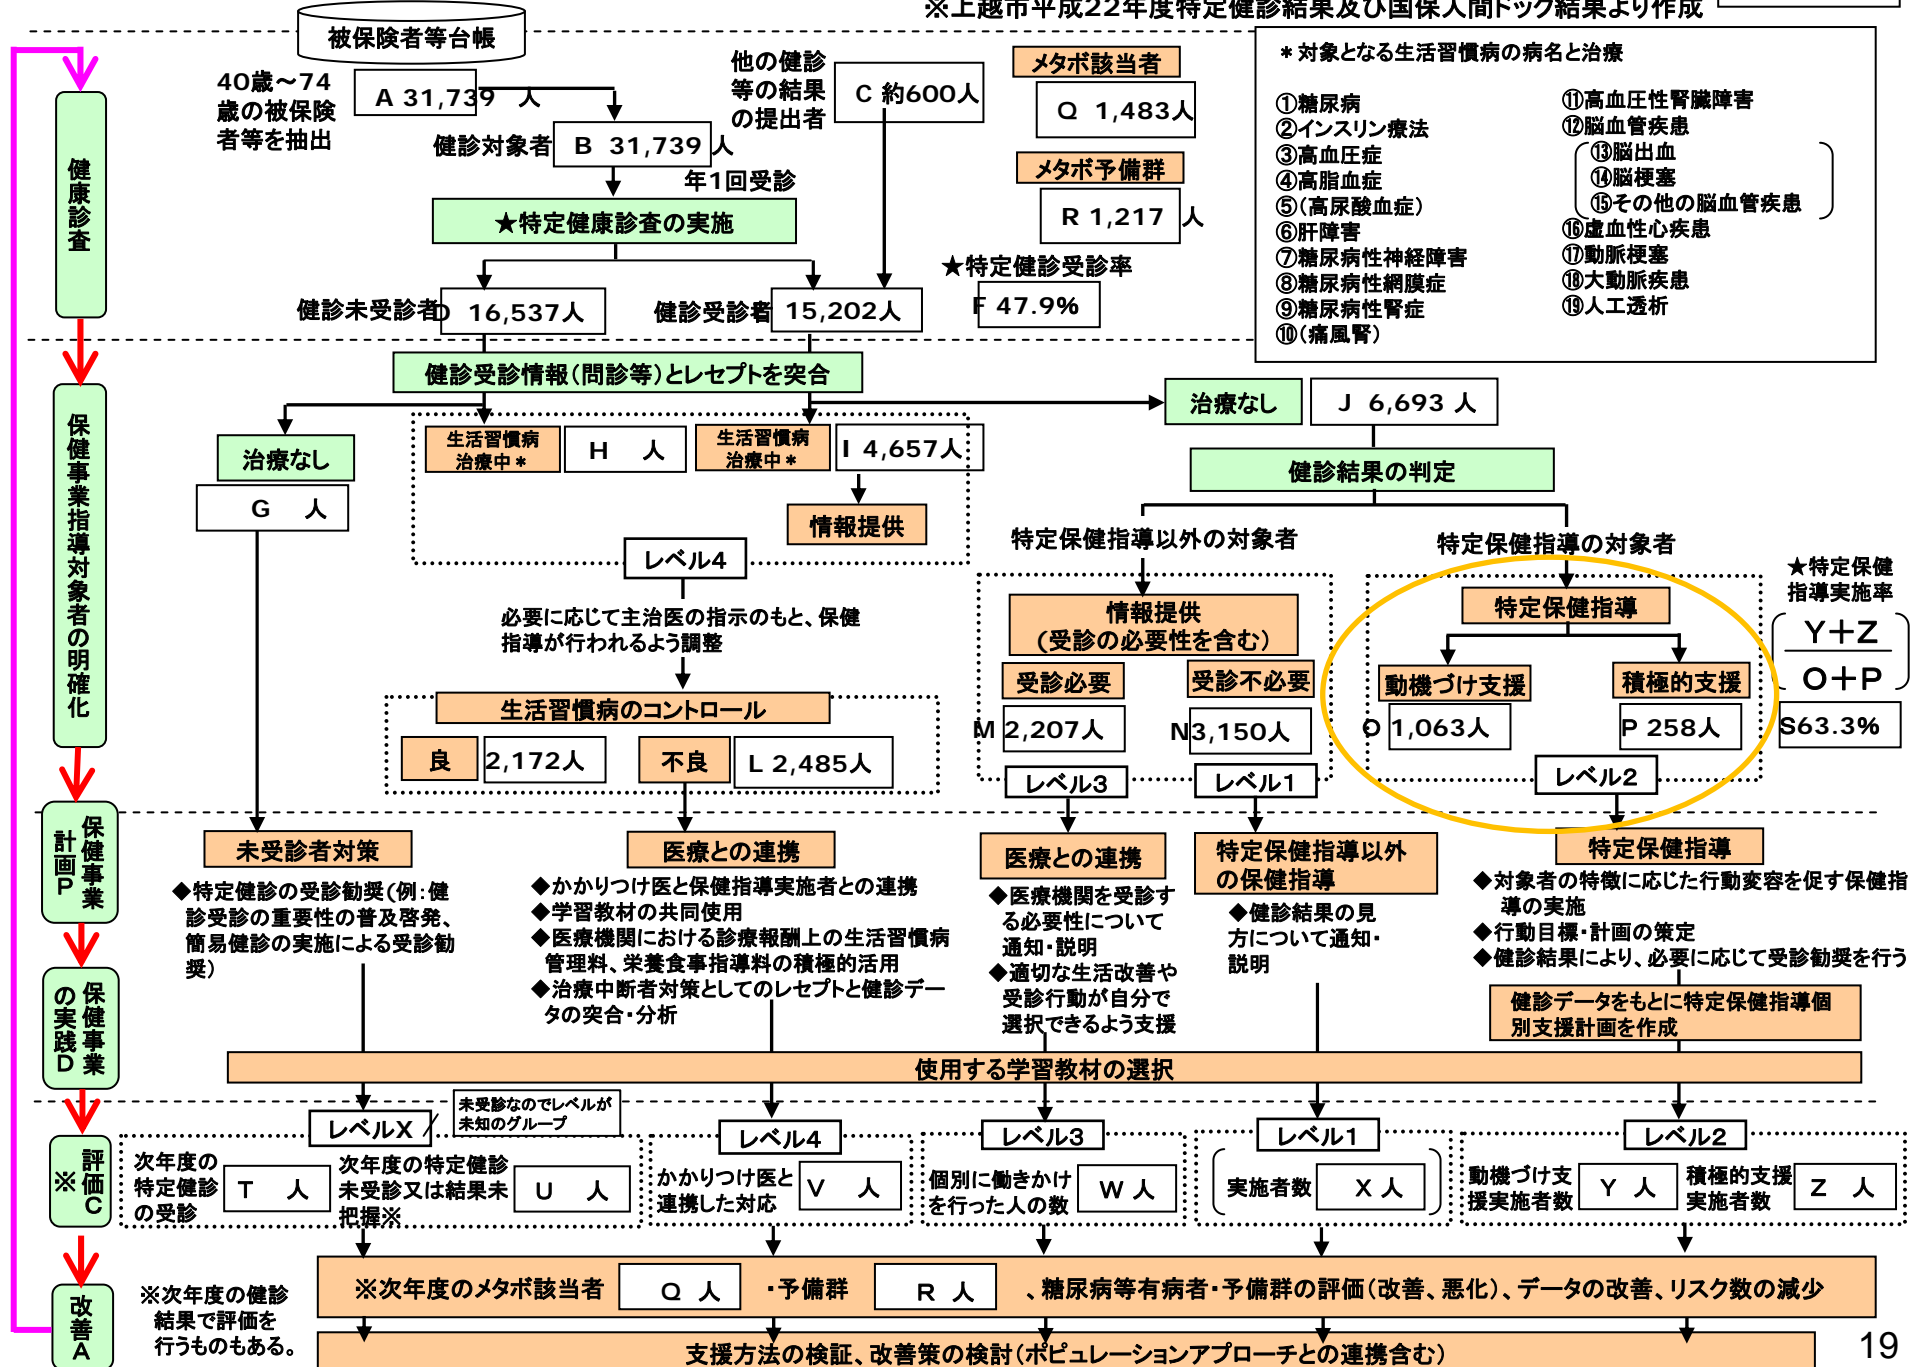 ※上越市平成22年度特定健診結果及び国保人間ドック結果より作成
被保険者等台帳
40歳～74
歳の被保険
者等を抽出
A 31,739 人
健診対象者 B 31,739 人
年1回受診
他の健診
等の結果
の提出者
C 約600人
★特定健康診査の実施
健診未受診者D 16,537人
健診受診者 15,202人
メタボ該当者
Q 1,483人
メタボ予備群
R 1,217 人
★特定健診受診率
F 47.9%
＊対象となる生活習慣病の病名と治療
①糖尿病
②インスリン療法
③高血圧症
④高脂血症
⑤(高尿酸血症)
⑥肝障害
⑦糖尿病性神経障害
⑧糖尿病性網膜症
⑨糖尿病性腎症
⑩(痛風腎)
⑪高血圧性腎臓障害
⑫脳血管疾患
⑬脳出血
⑭脳梗塞
⑮その他の脳血管疾患
⑯虚血性心疾患
⑰動脈梗塞
⑱大動脈疾患
⑲人工透析
健康診査
健診受診情報(問診等)とレセプトを突合
治療なし
G 人
生活習慣病
治療中＊
H 人
生活習慣病
治療中＊
I 4,657人
情報提供
レベル4
治療なし
J 6,693 人
健診結果の判定
特定保健指導以外の対象者
特定保健指導の対象者
必要に応じて主治医の指示のもと、保健
指導が行われるよう調整
生活習慣病のコントロール
良
2,172人
不良
L 2,485人
情報提供
(受診の必要性を含む)
受診必要
M 2,207人
受診不必要
N3,150人
レベル3
レベル1
特定保健指導
動機づけ支援
O 1,063人
積極的支援
P 258人
レベル2
★特定保健
指導実施率
Y＋Z
O＋P
S63.3%
保健事業指導対象者の明確化
保健事業
計画P
未受診者対策
◆特定健診の受診勧奨(例:健
診受診の重要性の普及啓発、
簡易健診の実施による受診勧
奨)
医療との連携
◆かかりつけ医と保健指導実施者との連携
◆学習教材の共同使用
◆医療機関における診療報酬上の生活習慣病
管理料、栄養食事指導料の積極的活用
◆治療中断者対策としてのレセプトと健診デー
タの突合・分析
医療との連携
◆医療機関を受診す
る必要性について
通知・説明
◆適切な生活改善や
受診行動が自分で
選択できるよう支援
特定保健指導以外
の保健指導
◆健診結果の見
方について通知・
説明
特定保健指導
◆対象者の特徴に応じた行動変容を促す保健指
導の実施
◆行動目標・計画の策定
◆健診結果により、必要に応じて受診勧奨を行う
健診データをもとに特定保健指導個
別支援計画を作成
保健事業
の実践D
使用する学習教材の選択
評価C
※
レベルX
未受診なのでレベルが
未知のグループ
次年度の
特定健診
の受診
T 人
次年度の特定健診
未受診又は結果未
把握※
U 人
レベル4
かかりつけ医と
連携した対応
V 人
レベル3
個別に働きかけ
を行った人の数
W 人
レベル1
実施者数
X 人
レベル2
動機づけ支
援実施者数
Y 人
積極的支援
実施者数
Z 人
改善A
※次年度の健診
結果で評価を
行うものもある。
※次年度のメタボ該当者 Q 人 ・予備群 R 人 、糖尿病等有病者・予備群の評価(改善、悪化)、データの改善、リスク数の減少
支援方法の検証、改善策の検討(ポピュレーションアプローチとの連携含む)
19